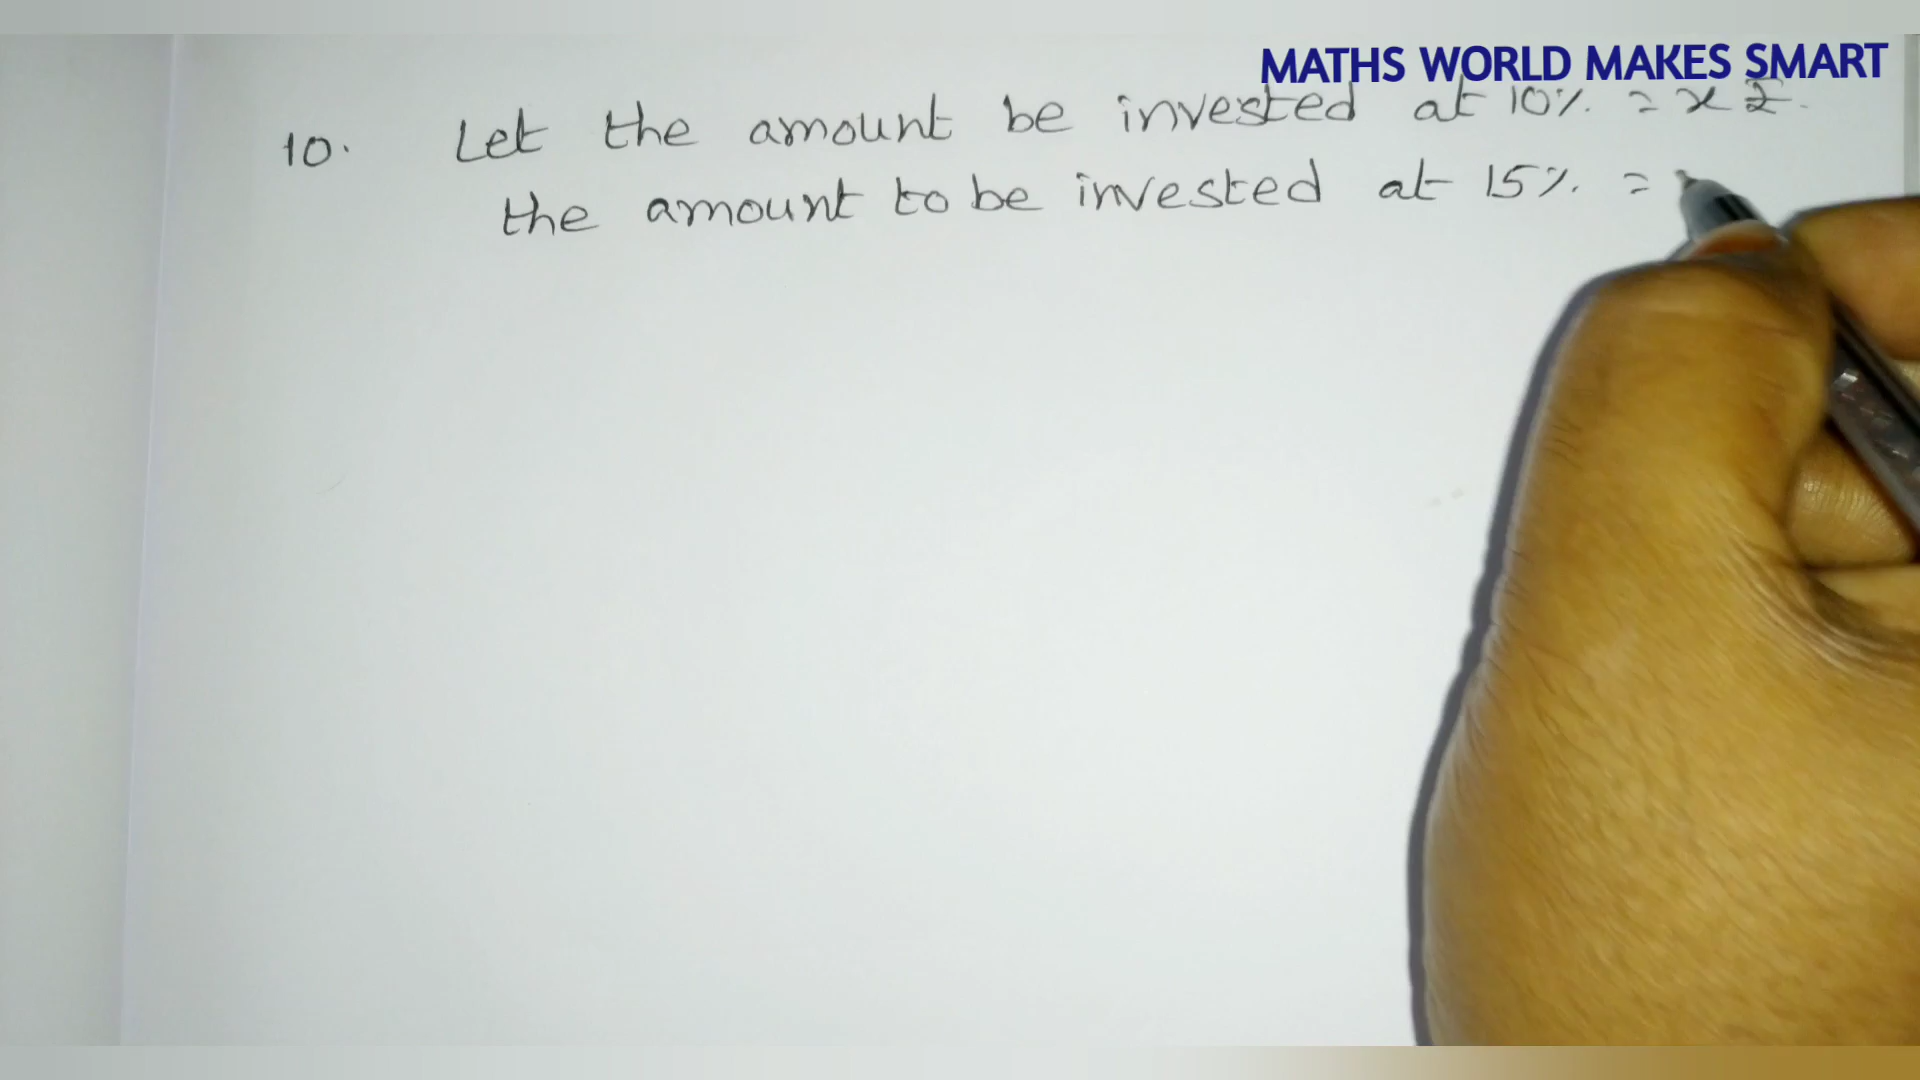 MATHS WORLD MAKES SMART
10. Let the amount be invested at 10% = x ₹.
the amount to be invested at 15% =